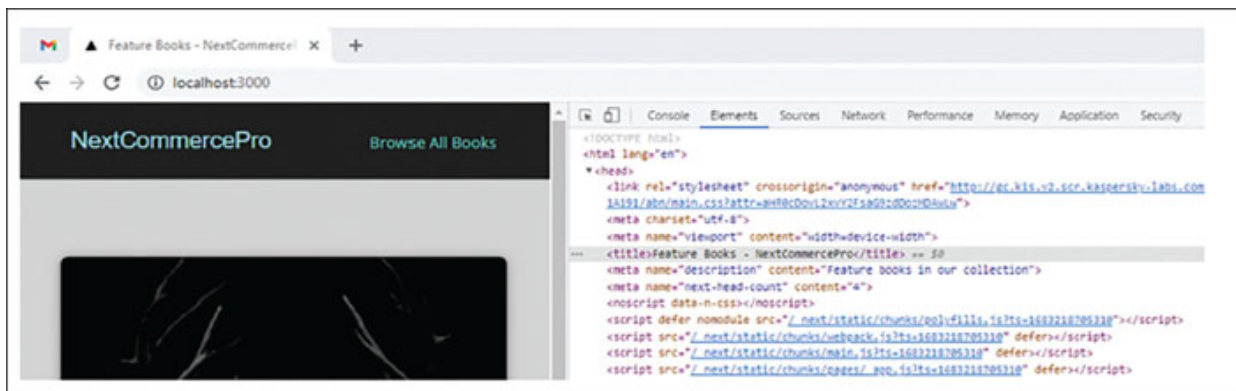 Feature Books - NextCommerce
localhost:3000
NextCommercePro
Browse All Books
Console Elements Sources Network Performance Memory Application Security
<!DOCTYPE html>
<html lang="en">
<head>
<link rel="stylesheet" crossorigin="anonymous" href="http://gc.kis.v2.scr.kaspersky-labs.com
<meta charset="utf-8">
<meta name="viewport" content="width=device-width">
<title>Feature Books - NextCommercePro</title> == $0
<meta name="description" content="Feature books in our collection">
<meta name="next-head-count" content="4">
<noscript data-n-css></noscript>
<script defer nomodule src="/_next/static/chunks/polyfills.js?ts=1683218705310"></script>
<script src="/_next/static/chunks/webpack.js?ts=1683218705310" defer></script>
<script src="/_next/static/chunks/main.js?ts=1683218705310" defer></script>
<script src="/_next/static/chunks/pages/_app.js?ts=1683218705310" defer></script>